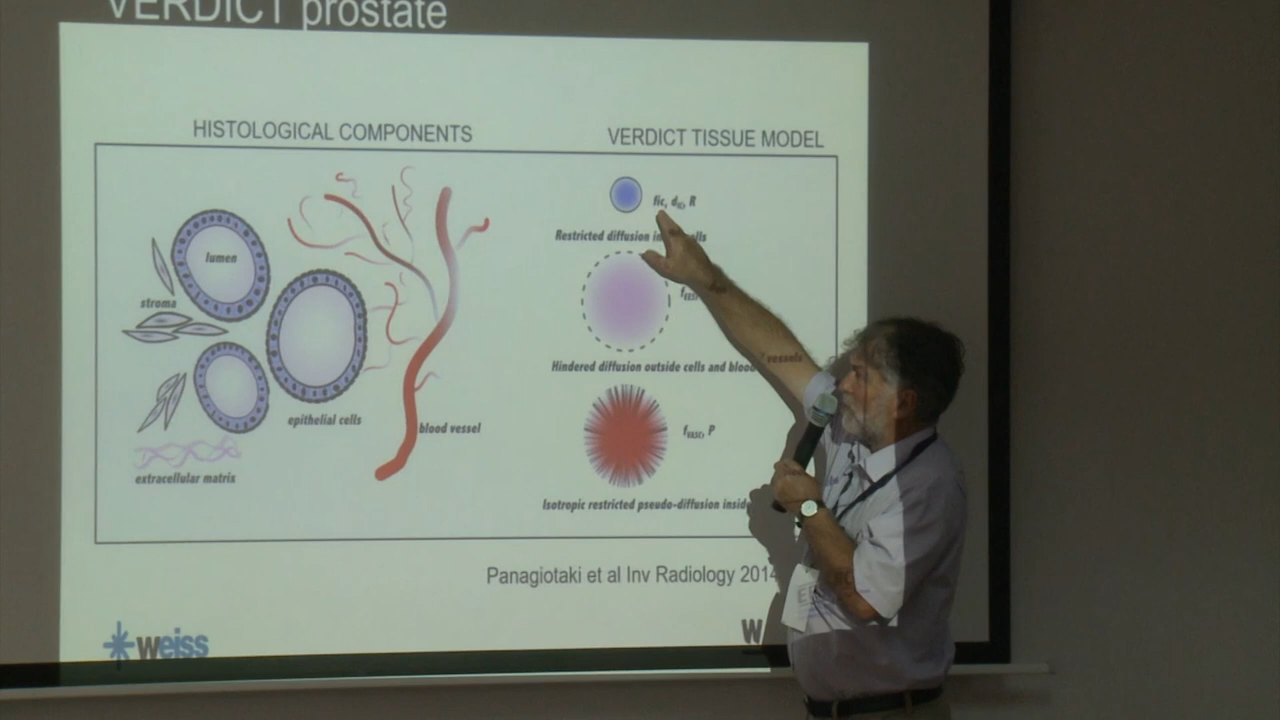 VERDICT prostate
HISTOLOGICAL COMPONENTS
VERDICT TISSUE MODEL
lumen
stroma
epithelial cells
blood vessel
extracellular matrix
fic, dic, R
Restricted diffusion cells
Hindered diffusion outside cells and blood vessels
fVASC, P
Isotropic restricted pseudo-diffusion
Panagiotaki et al Inv Radiology 2014
weiss
W